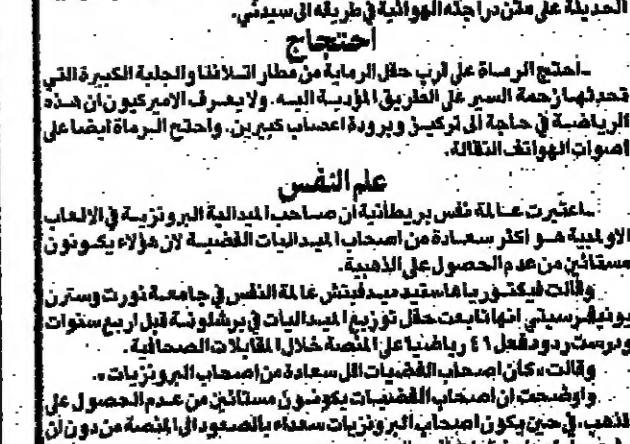 الحديثة على متن دراجته الهوائية في طريقه الى سيدني.
احتجاج
ـ احتج الرماة على قرب حقل الرماية من مطار اتلانتا والجلبة الكبيرة التي
تحدثها زحمة السير على الطريق المؤدية اليه. ولا يعرف الاميركيون ان هذه
الرياضة في حاجة الى تركيز وبرودة اعصاب كبيرين. واحتج الرماة ايضا على
اصوات الهواتف النقالة.
علم النفس
ـ اعتبرت عالمة نفس بريطانية ان صاحب الميدالية البرونزية في الالعاب
الاولمبية هو اكثر سعادة من اصحاب الميداليات الفضية لان هؤلاء يكونون
مستائين من عدم الحصول على الذهبية.
وقالت فيكتوريا هاستيد ميدفيتش عالمة النفس في جامعة نورث وسترن
يونيفرسيتي انها تابعت حفل توزيع الميداليات في برشلونة قبل اربع سنوات
ودرست ردود فعل ٤١ رياضيا على المنصة خلال المقابلات الصحافية.
وقالت «كان اصحاب الفضيات اقل سعادة من اصحاب البرونزيات».
واوضحت ان اصحاب الفضيات يكونون مستائين من عدم الحصول على
الذهب، في حين يكون اصحاب البرونزيات سعداء بالصعود الى المنصة من دون ان